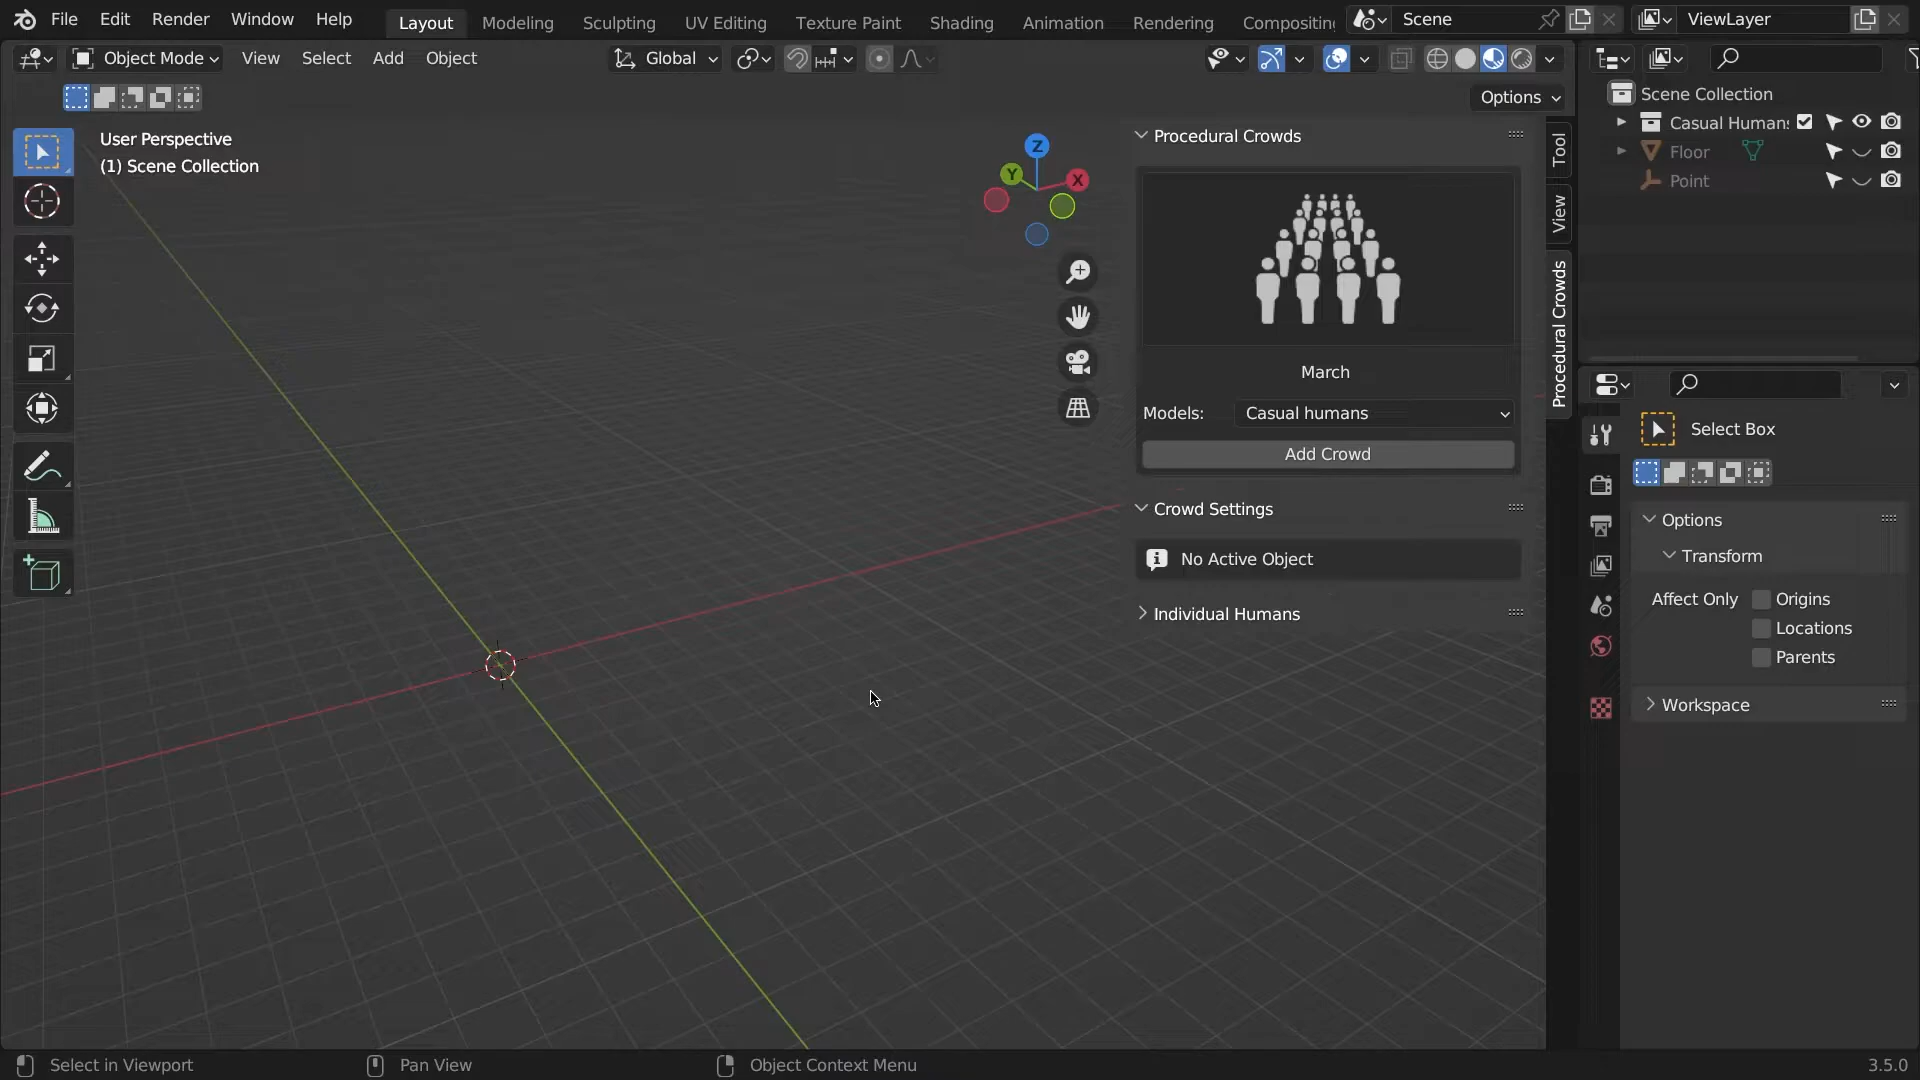 File Edit Render Window Help Layout Modeling Sculpting UV Editing Texture Paint Shading Animation Rendering Scene ViewLayer
Object Mode View Select Add Object Global
Options
User Perspective
(1) Scene Collection
Z
Y
X
Procedural Crowds
March
Models: Casual humans
Add Crowd
Crowd Settings
No Active Object
Individual Humans
Tool
View
Procedural Crowds
Scene Collection
Floor
Point
Select Box
Options
Transform
Affect Only Origins
Locations
Parents
Workspace
Select in Viewport Pan View Object Context Menu 3.5.0